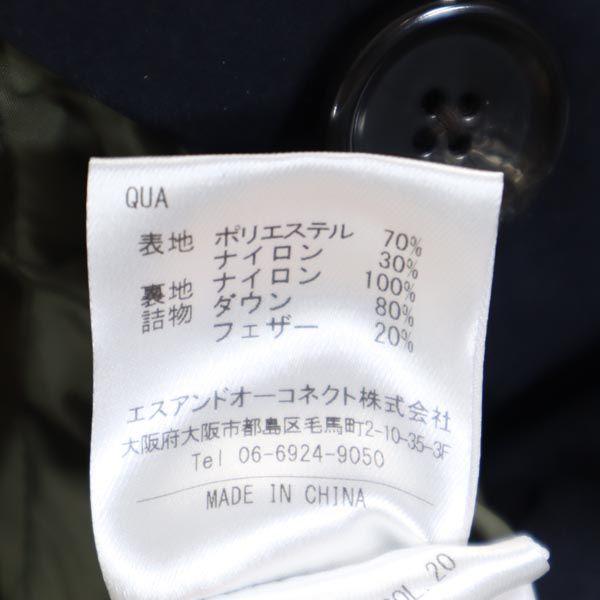 QUA
表地 ポリエステル 70%
ナイロン 30%
裏地 ナイロン 100%
詰物 ダウン 80%
フェザー 20%
エスアンドオーコネクト株式会社
大阪府大阪市都島区毛馬町2-10-35-3F
Tel 06-6924-9050
MADE IN CHINA
OL.20